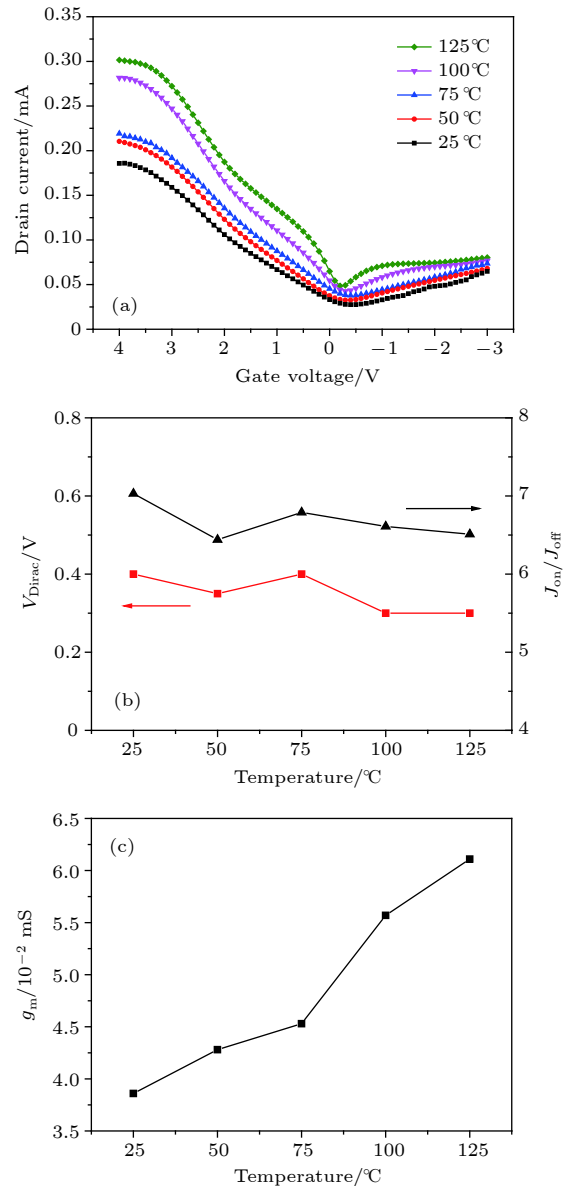 0.35
0.30
0.25
0.20
0.15
0.10
0.05
0
Drain current/mA
125℃
100℃
75 ℃
50 ℃
25 ℃
(a)
4 3 2 1 0 −1 −2 −3
Gate voltage/V
0.8
0.6
0.4
0.2
0
V_Dirac/V
8
7
6
5
4
J_on/J_off
(b)
25 50 75 100 125
Temperature/℃
6.5
6.0
5.5
5.0
4.5
4.0
3.5
g_m/10⁻² mS
(c)
25 50 75 100 125
Temperature/℃